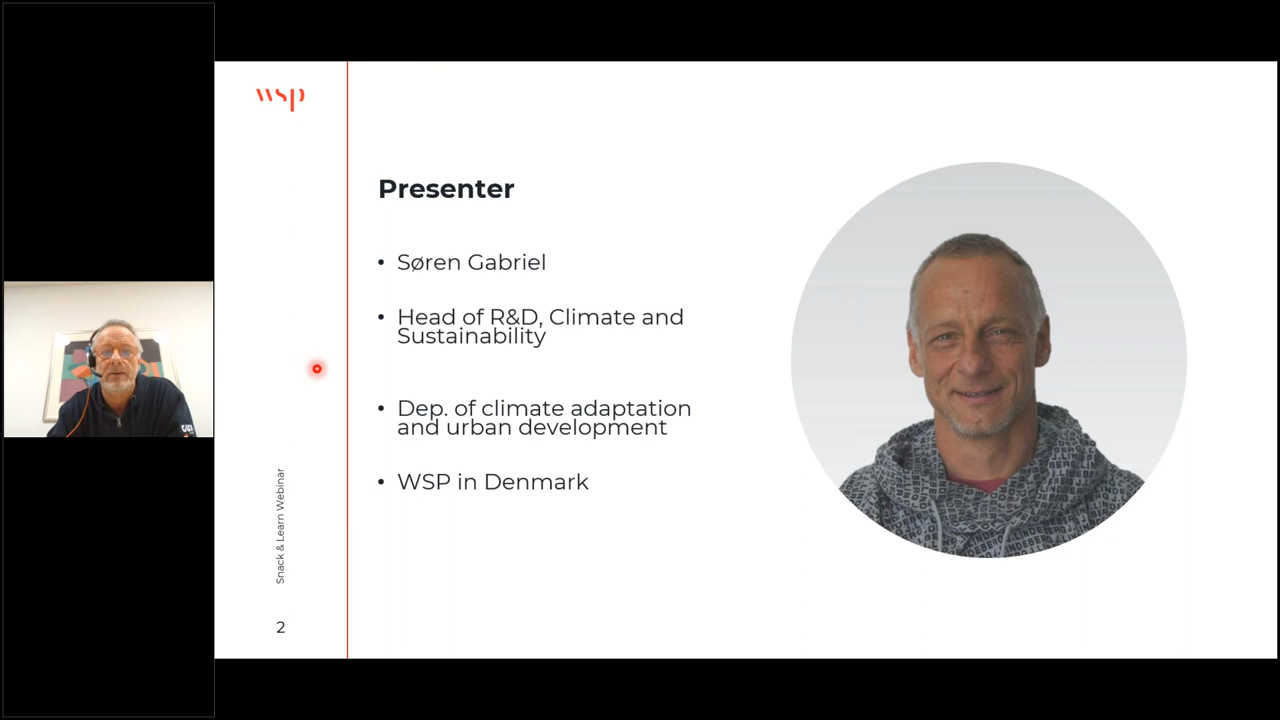 wsp
Presenter
• Søren Gabriel
• Head of R&D, Climate and
Sustainability
• Dep. of climate adaptation
and urban development
• WSP in Denmark
Snack & Learn Webinar
2